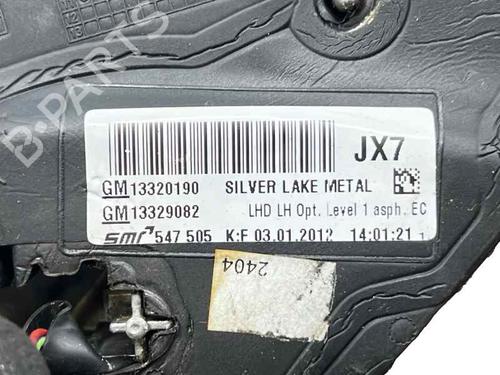 B-PARTS
JX7
GM13320190 SILVER LAKE METAL
GM13329082 LHD LH Opt. Level 1 asph. EC
smr 547 505 K:F 03.01.2012 14:01:21
2404